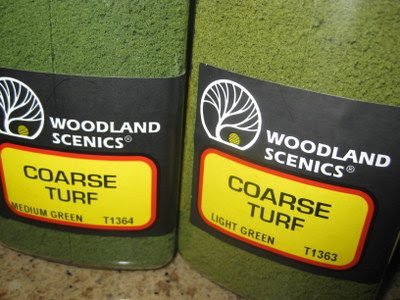 WOODLAND
SCENICS®
COARSE
TURF
MEDIUM GREEN T1364
WOODLAND
SCENICS®
COARSE
TURF
LIGHT GREEN T1363